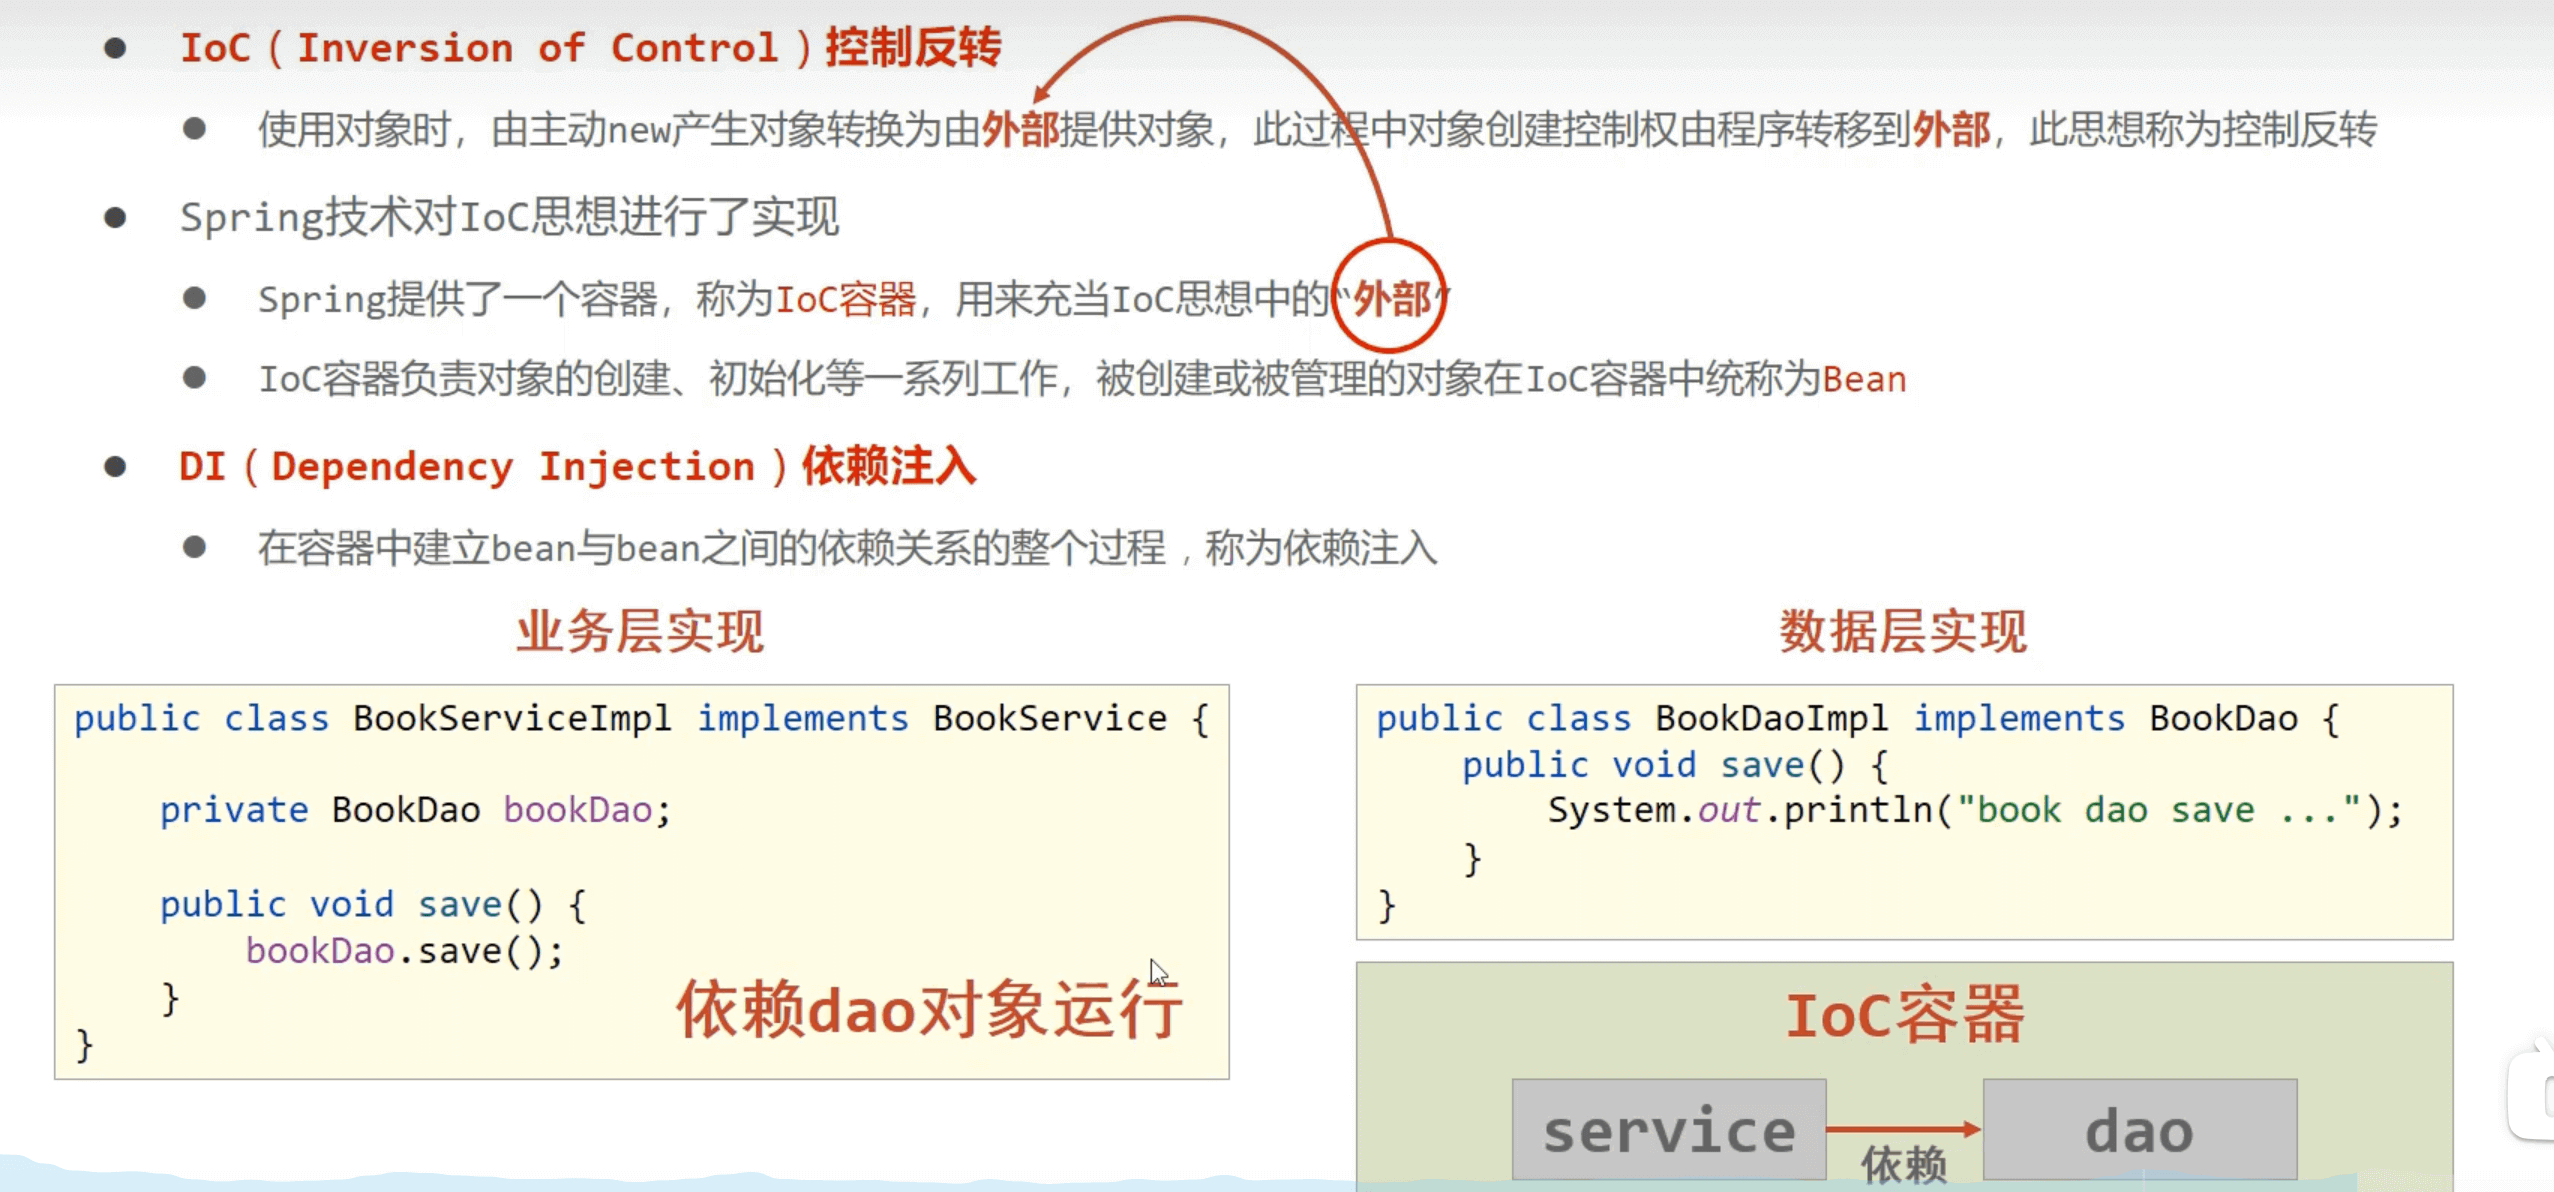 IoC（Inversion of Control）控制反转
使用对象时，由主动new产生对象转换为由外部提供对象，此过程中对象创建控制权由程序转移到外部，此思想称为控制反转
Spring技术对IoC思想进行了实现
Spring提供了一个容器，称为IoC容器，用来充当IoC思想中的“外部”
IoC容器负责对象的创建、初始化等一系列工作，被创建或被管理的对象在IoC容器中统称为Bean
DI（Dependency Injection）依赖注入
在容器中建立bean与bean之间的依赖关系的整个过程，称为依赖注入
业务层实现
public class BookServiceImpl implements BookService {
private BookDao bookDao;
public void save() {
bookDao.save();
}
}
依赖dao对象运行
数据层实现
public class BookDaoImpl implements BookDao {
public void save() {
System.out.println("book dao save ...");
}
}
IoC容器
service
依赖
dao